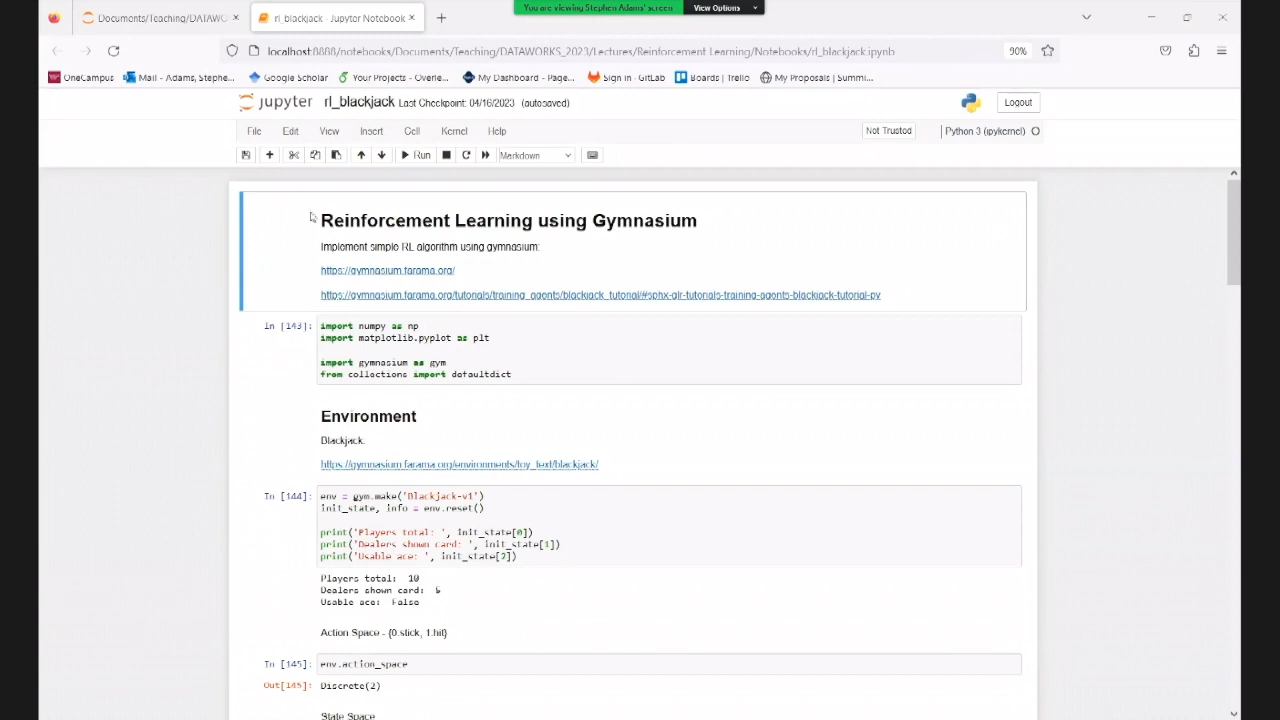 You are viewing Stephen Adams' screen View Options
Documents/Teaching/DATAWO
rl_blackjack - Jupyter Notebook
localhost:8888/notebooks/Documents/Teaching/DATAWORKS_2023/Lectures/Reinforcement Learning/Notebooks/rl_blackjack.ipynb 90%
OneCampus Mail - Adams, Stephe... Google Scholar Your Projects - Overle... My Dashboard - Page... Sign in · GitLab Boards | Trello My Proposals | Summi...
jupyter rl_blackjack Last Checkpoint: 04/16/2023 (autosaved) Logout
File Edit View Insert Cell Kernel Help Not Trusted Python 3 (ipykernel)
Run Markdown
Reinforcement Learning using Gymnasium
Implement simple RL algorithm using gymnasium:
https://gymnasium.farama.org/
https://gymnasium.farama.org/tutorials/training_agents/blackjack_tutorial/#sphx-glr-tutorials-training-agents-blackjack-tutorial-py
In [143]: import numpy as np
import matplotlib.pyplot as plt
import gymnasium as gym
from collections import defaultdict
Environment
Blackjack.
https://gymnasium.farama.org/environments/toy_text/blackjack/
In [144]: env = gym.make('Blackjack-v1')
init_state, info = env.reset()
print('Players total: ', init_state[0])
print('Dealers shown card: ', init_state[1])
print('Usable ace: ', init_state[2])
Players total:  10
Dealers shown card:
Usable ace:  False
Action Space - {0:stick, 1:hit}
In [145]: env.action_space
Out[145]: Discrete(2)
State Space